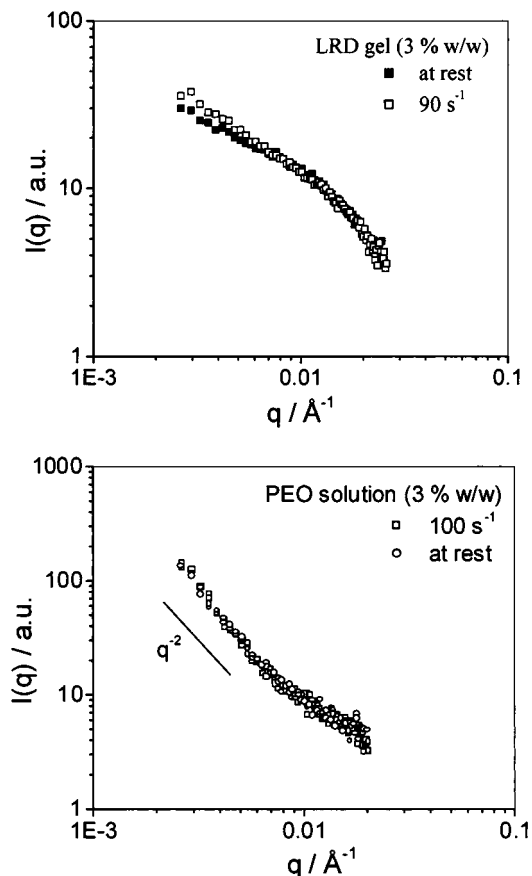 100
LRD gel (3 % w/w)
at rest
90 s⁻¹
I(q) / a.u.
10
1
1E-3
0.01
0.1
q / Å⁻¹
1000
PEO solution (3 % w/w)
100 s⁻¹
at rest
I(q) / a.u.
100
q⁻²
10
1
1E-3
0.01
0.1
q / Å⁻¹